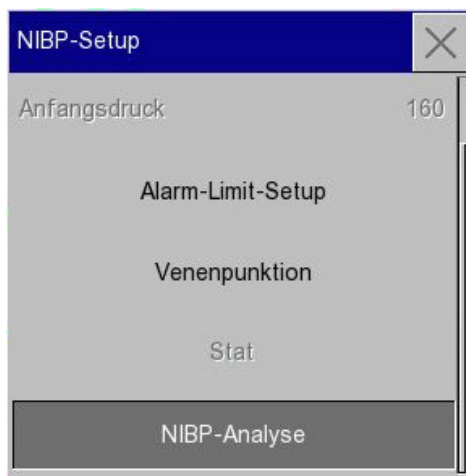 NIBP-Setup
Anfangsdruck 160
Alarm-Limit-Setup
Venenpunktion
Stat
NIBP-Analyse